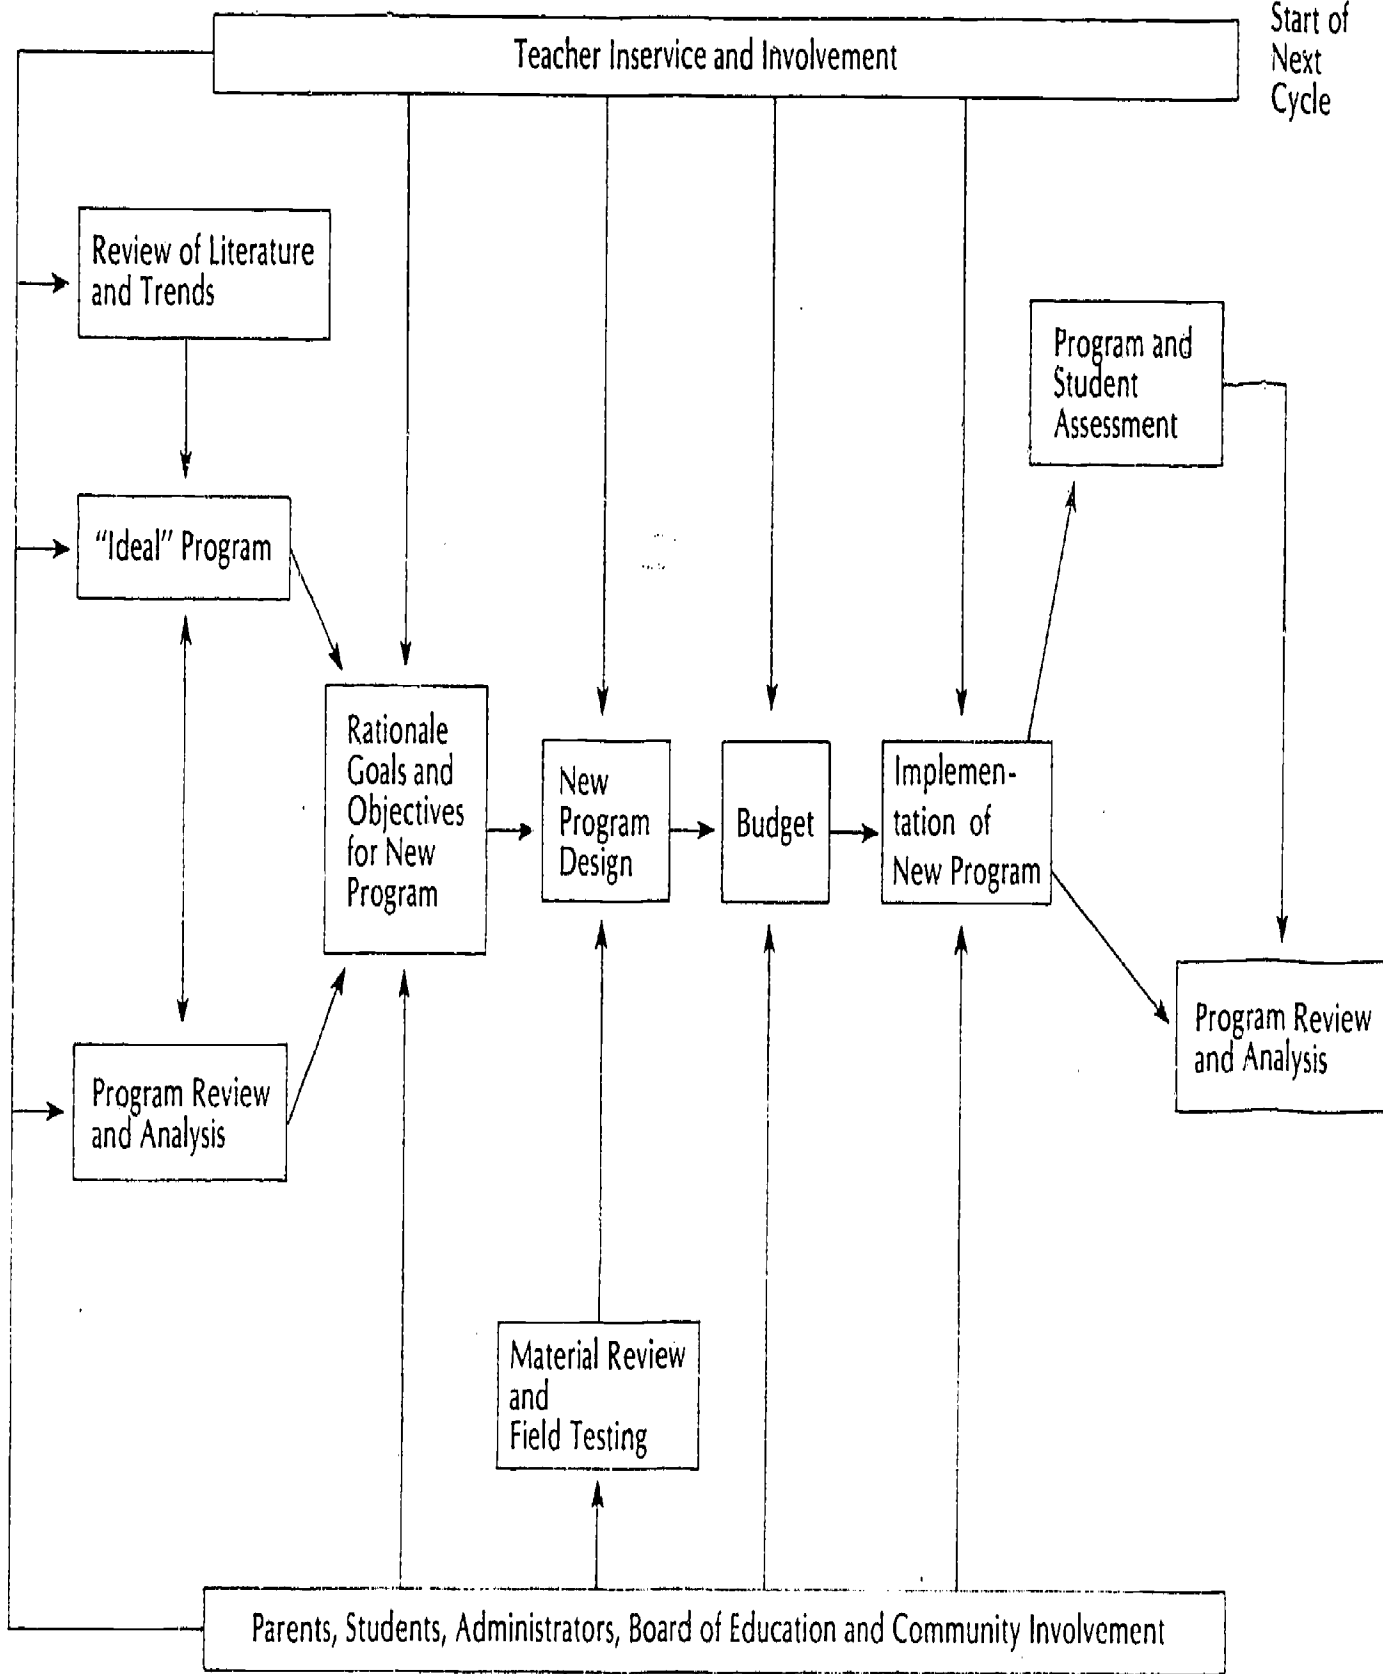 Teacher Inservice and Involvement
Start of
Next
Cycle
Review of Literature
and Trends
Program and
Student
Assessment
“Ideal” Program
Rationale
Goals and
Objectives
for New
Program
New
Program
Design
Budget
Implemen-
tation of
New Program
Program Review
and Analysis
Program Review
and Analysis
Material Review
and
Field Testing
Parents, Students, Administrators, Board of Education and Community Involvement